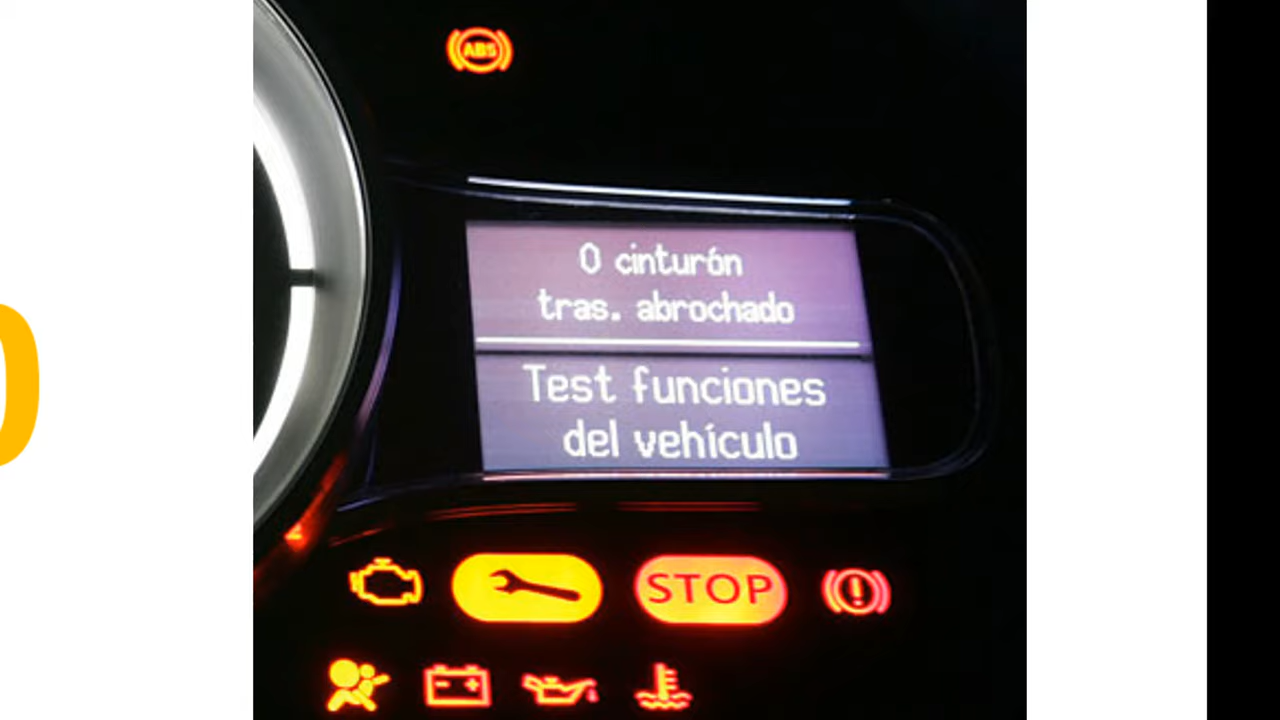 ABS
0 cinturón
tras. abrochado
Test funciones
del vehículo
STOP